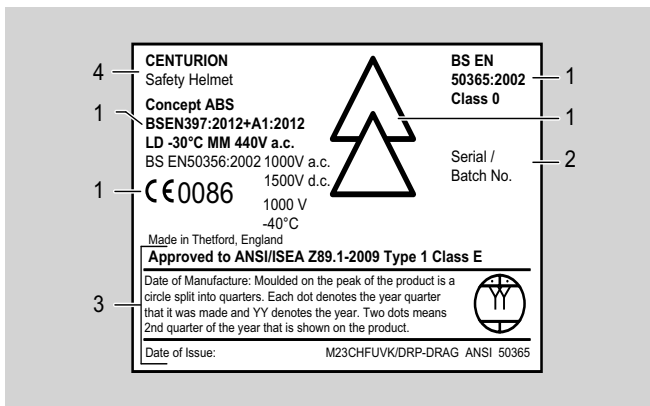 CENTURION
Safety Helmet
Concept ABS
BSEN397:2012+A1:2012
LD -30°C MM 440V a.c.
BS EN50356:2002 1000V a.c.
1500V d.c.
CE0086
1000 V
-40°C
Made in Thetford, England
BS EN
50365:2002
Class 0
Serial /
Batch No.
Approved to ANSI/ISEA Z89.1-2009 Type 1 Class E
Date of Manufacture: Moulded on the peak of the product is a
circle split into quarters. Each dot denotes the year quarter
that it was made and YY denotes the year. Two dots means
2nd quarter of the year that is shown on the product.
YY
Date of Issue: M23CHFUVK/DRP-DRAG ANSI 50365
4
1
1
3
1
1
2